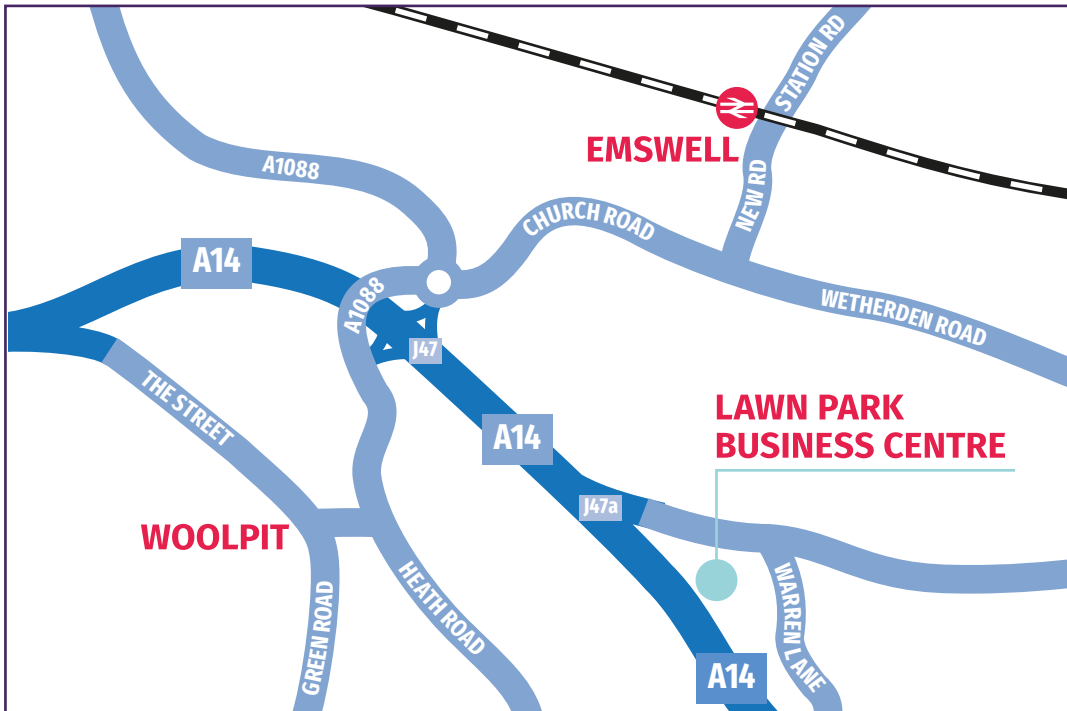 STATION RD
EMSWELL
A1088
NEW RD
CHURCH ROAD
A14
A1088
WETHERDEN ROAD
J47
THE STREET
LAWN PARK
BUSINESS CENTRE
A14
J47a
WOOLPIT
HEATH ROAD
WARREN LANE
GREEN ROAD
A14